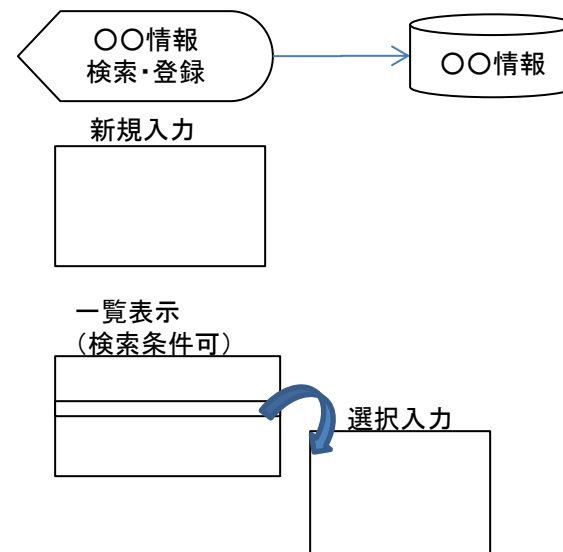 〇〇情報
検索・登録
〇〇情報
新規入力
一覧表示
（検索条件可）
選択入力